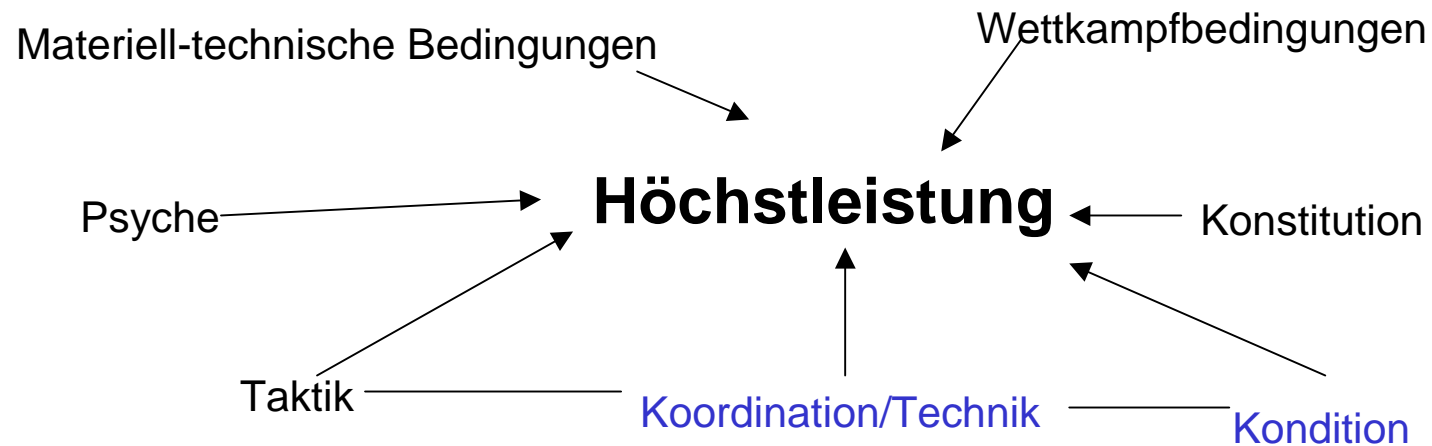 Materiell-technische Bedingungen
Wettkampfbedingungen
Höchstleistung
Psyche
Konstitution
Taktik
Koordination/Technik
Kondition